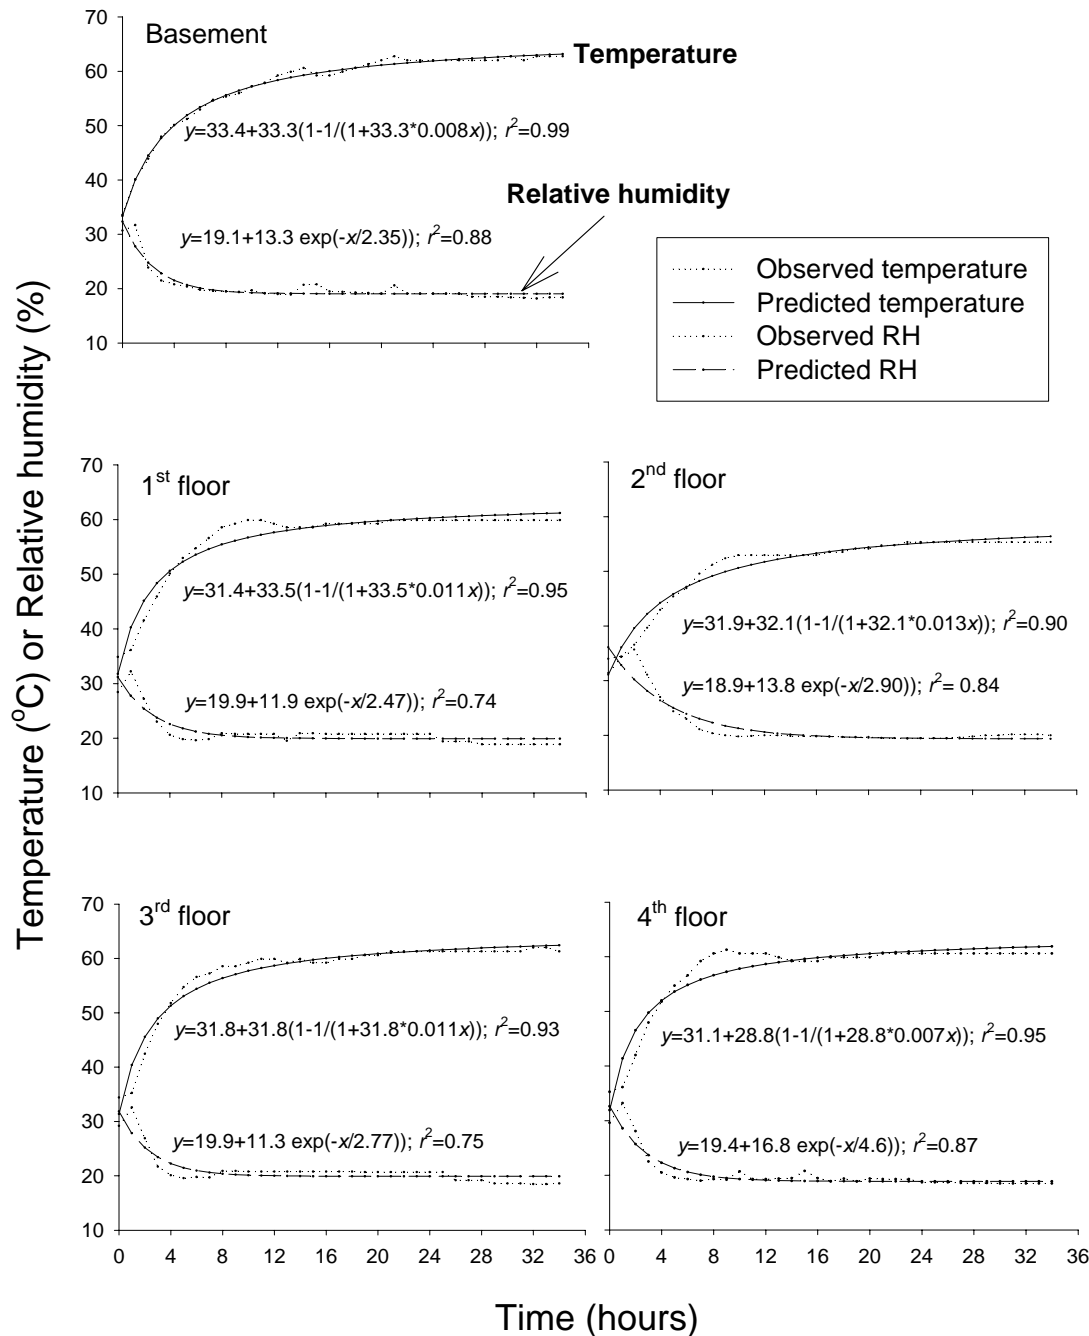 Temperature (°C) or Relative humidity (%)
70
60
50
40
30
20
10
Basement
Temperature
y=33.4+33.3(1-1/(1+33.3*0.008x)); r²=0.99
Relative humidity
y=19.1+13.3 exp(-x/2.35)); r²=0.88
Observed temperature
Predicted temperature
Observed RH
Predicted RH
70
60
50
40
30
20
10
1st floor
y=31.4+33.5(1-1/(1+33.5*0.011x)); r²=0.95
y=19.9+11.9 exp(-x/2.47)); r²=0.74
2nd floor
y=31.9+32.1(1-1/(1+32.1*0.013x)); r²=0.90
y=18.9+13.8 exp(-x/2.90)); r²= 0.84
70
60
50
40
30
20
10
3rd floor
y=31.8+31.8(1-1/(1+31.8*0.011x)); r²=0.93
y=19.9+11.3 exp(-x/2.77)); r²=0.75
0 4 8 12 16 20 24 28 32 36
4th floor
y=31.1+28.8(1-1/(1+28.8*0.007x)); r²=0.95
y=19.4+16.8 exp(-x/4.6)); r²=0.87
0 4 8 12 16 20 24 28 32 36
Time (hours)